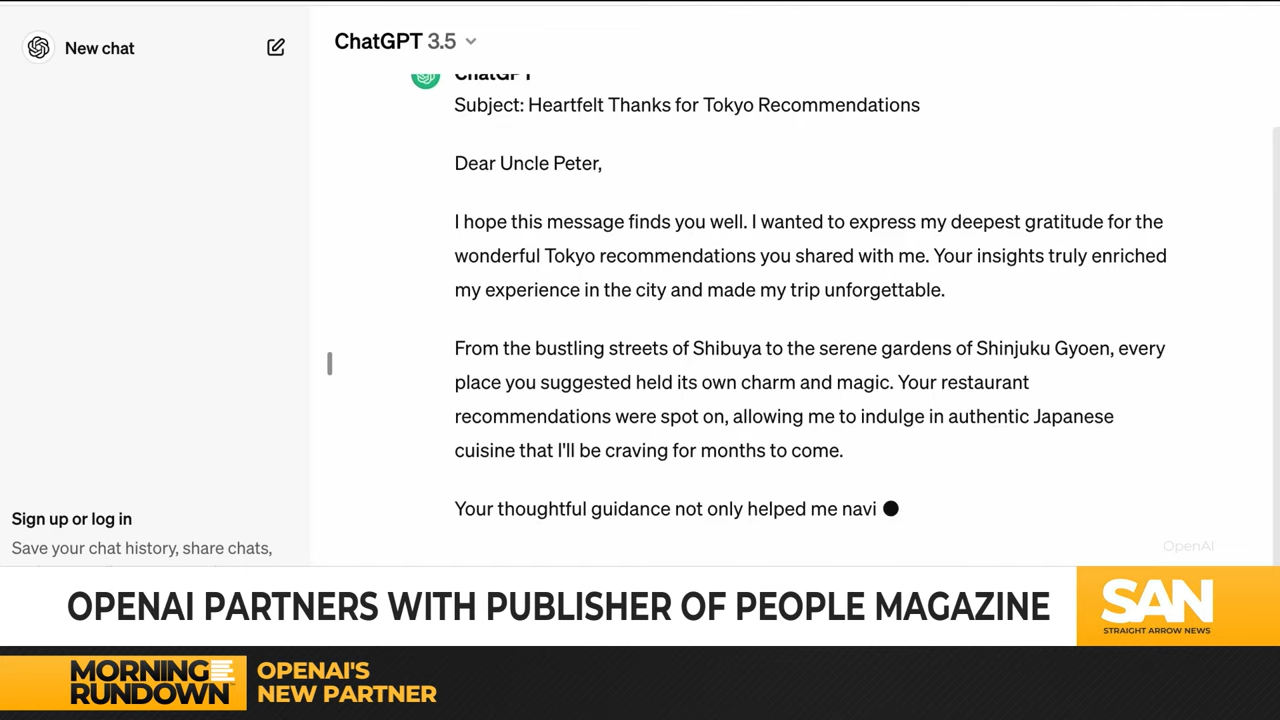 New chat
ChatGPT 3.5
ChatGPT
Subject: Heartfelt Thanks for Tokyo Recommendations
Dear Uncle Peter,
I hope this message finds you well. I wanted to express my deepest gratitude for the
wonderful Tokyo recommendations you shared with me. Your insights truly enriched
my experience in the city and made my trip unforgettable.
From the bustling streets of Shibuya to the serene gardens of Shinjuku Gyoen, every
place you suggested held its own charm and magic. Your restaurant
recommendations were spot on, allowing me to indulge in authentic Japanese
cuisine that I'll be craving for months to come.
Your thoughtful guidance not only helped me navi
Sign up or log in
Save your chat history, share chats,
OpenAI
OPENAI PARTNERS WITH PUBLISHER OF PEOPLE MAGAZINE
SAN
STRAIGHT ARROW NEWS
MORNING
RUNDOWN
OPENAI'S
NEW PARTNER